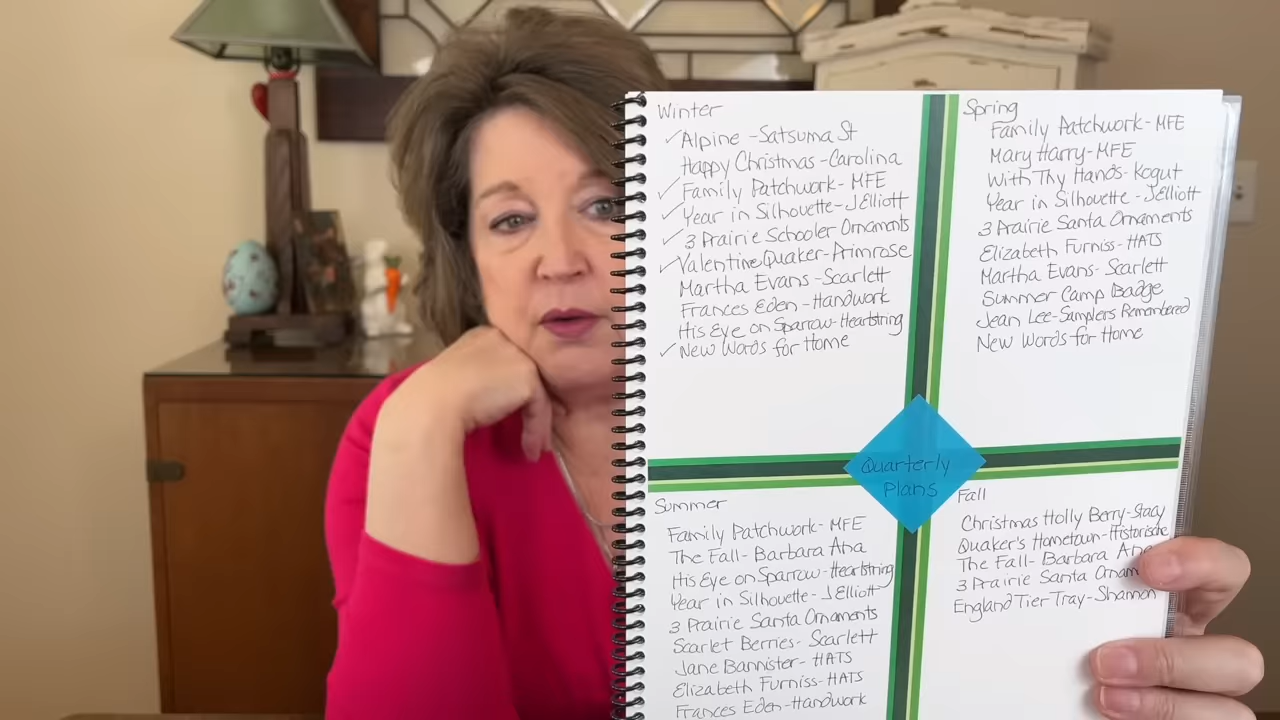 Winter
✓Alpine - Satsuma St
Happy Christmas - Carolina
✓Family Patchwork - MFE
✓Year in Silhouette - J Elliott
✓3 Prairie Schooler Ornaments
✓Valentine Quaker - Primrose
Martha Evans - Scarlett
Frances Eden - Handwork
His Eye on Sparrow - Heartstring
✓New Words for Home
Spring
Family Patchwork - MFE
Mary Harry - MFE
With Thy Hands - Kogut
Year in Silhouette - J Elliott
3 Prairie Santa Ornaments
Elizabeth Furniss - HATS
Martha Evans - Scarlett
Summer Camp Badge
Jean Lee - Samplers Remembered
New Words for Home
Quarterly
Plans
Summer
Family Patchwork - MFE
The Fall - Barbara Ana
His Eye on Sparrow - Heartstring
Year in Silhouette - J Elliott
3 Prairie Santa Ornaments
Scarlet Berries - Scarlett
Jane Bannister - HATS
Elizabeth Furniss - HATS
Frances Eden - Handwork
Fall
Christmas Holly Berry - Stacy
Quaker's Hometown - Historische
The Fall - Barbara Ana
3 Prairie Santa Ornam
England Tier Tray - Shannon